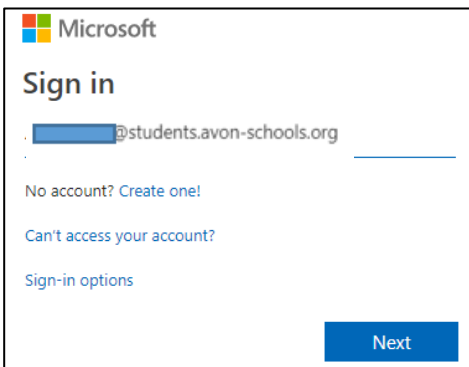 Microsoft
Sign in
@students.avon-schools.org
No account? Create one!
Can't access your account?
Sign-in options
Next